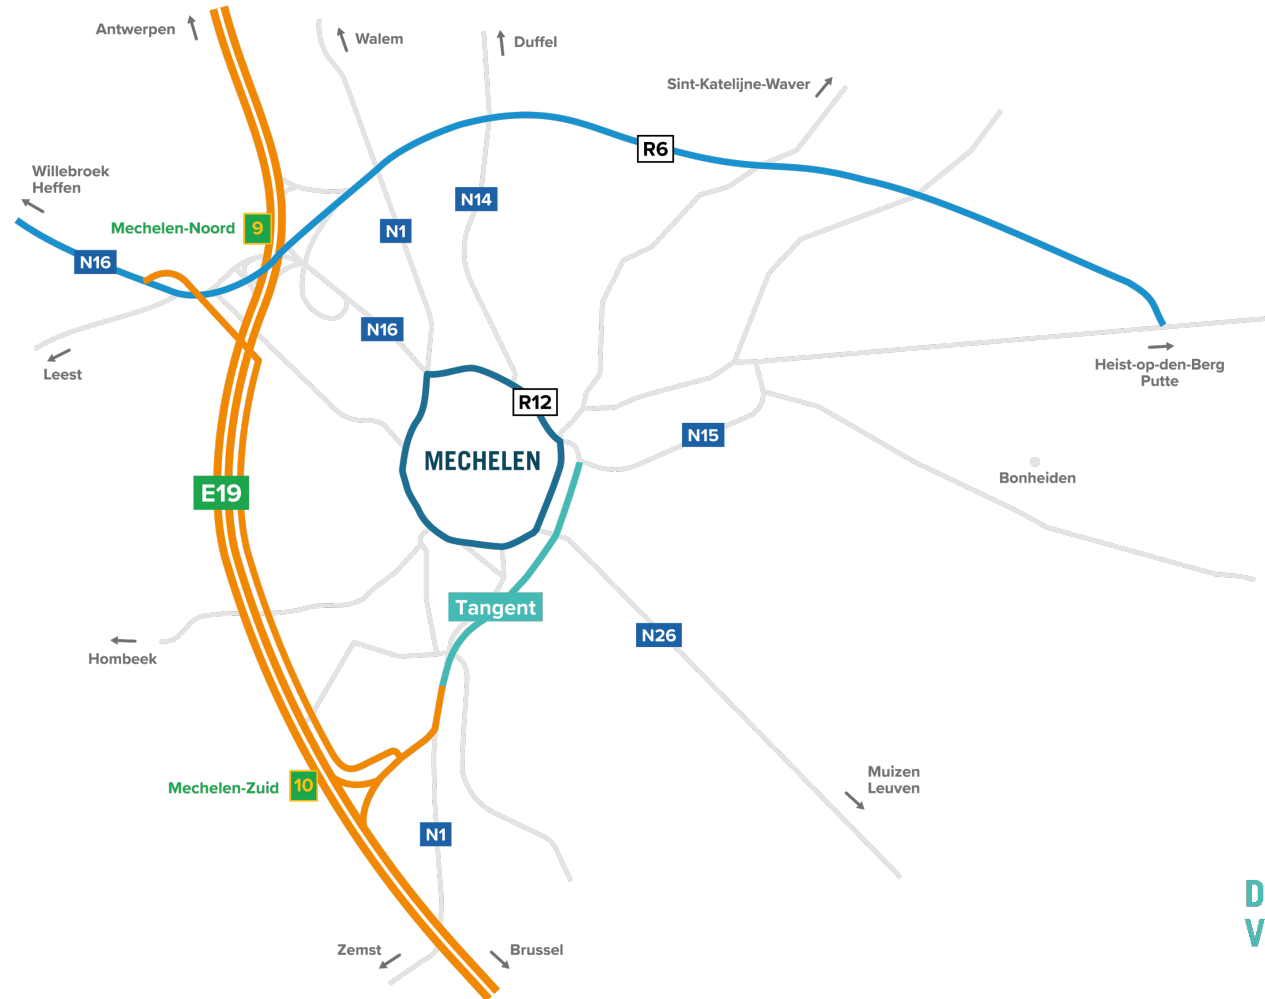 Antwerpen
Walem
Duffel
Sint-Katelijne-Waver
R6
Willebroek
Heffen
N14
Mechelen-Noord
9
N1
N16
N16
Leest
Heist-op-den-Berg
Putte
R12
N15
MECHELEN
Bonheiden
E19
Tangent
N26
Hombeek
Muizen
Leuven
Mechelen-Zuid
10
N1
D
V
Zemst
Brussel